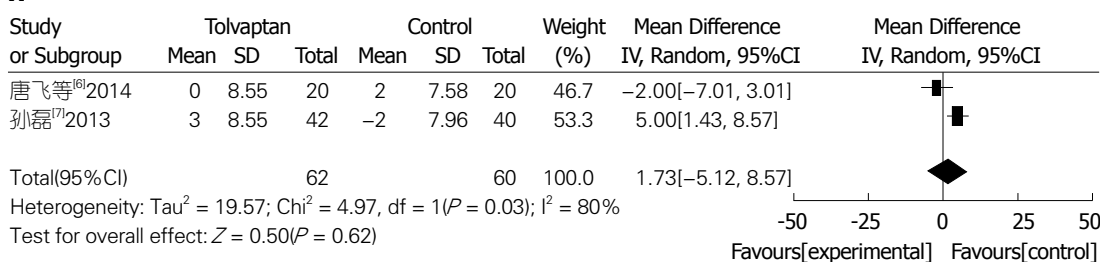 Study Tolvaptan Control Weight Mean Difference Mean Difference
or Subgroup Mean SD Total Mean SD Total (%) IV, Random, 95%CI IV, Random, 95%CI
唐飞等[6]2014 0 8.55 20 2 7.58 20 46.7 −2.00[−7.01, 3.01]
孙磊[7]2013 3 8.55 42 −2 7.96 40 53.3 5.00[1.43, 8.57]
Total(95%CI) 62 60 100.0 1.73[−5.12, 8.57]
Heterogeneity: Tau² = 19.57; Chi² = 4.97, df = 1(P = 0.03); I² = 80%
Test for overall effect: Z = 0.50(P = 0.62)
-50 -25 0 25 50
Favours[experimental] Favours[control]